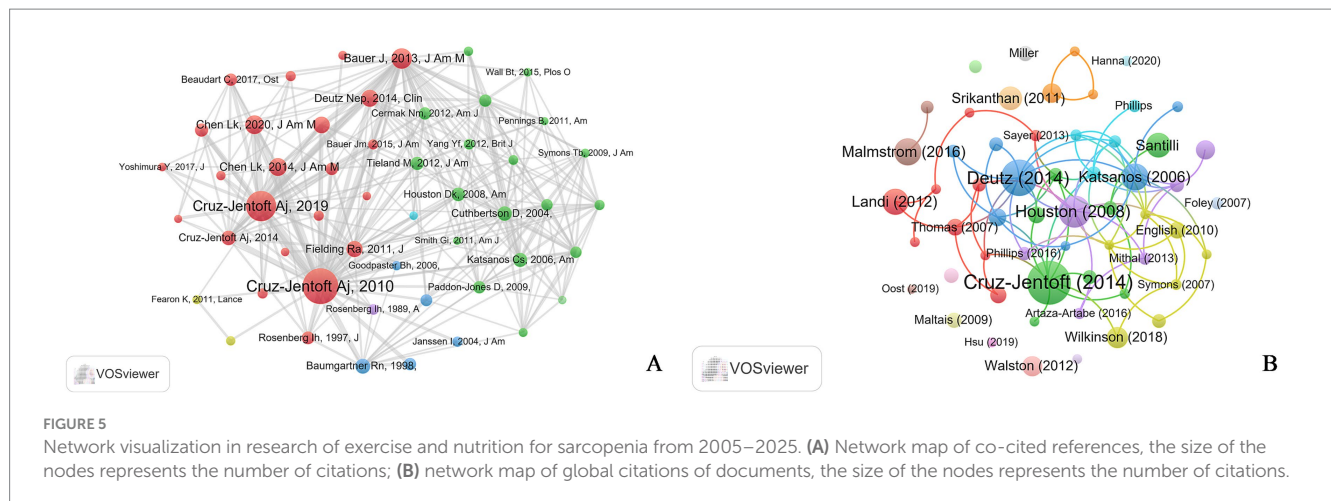 Bauer J, 2013, J Am M
Wall Bt, 2015, Plos O
Beaudart C, 2017, Ost
Deutz Nep, 2014, Clin
Cermak Nm, 2012, Am J
Pennings B, 2011, Am
Chen Lk, 2020, J Am M
Bauer Jm, 2015, J Am
Yang Yf, 2012, Brit J
Symons Tb, 2009, J Am
Yoshimura Y, 2017, J
Chen Lk, 2014, J Am M
Tieland M, 2012, J Am
Houston Dk, 2008, Am
Cruz-Jentoft Aj, 2019
Cuthbertson D, 2004,
Cruz-Jentoft Aj, 2014
Fielding Ra, 2011, J
Smith Gi, 2011, Am J
Goodpaster Bh, 2006,
Katsanos Cs, 2006, Am
Cruz-Jentoft Aj, 2010
Paddon-Jones D, 2009,
Fearon K, 2011, Lance
Rosenberg Ih, 1989, A
Rosenberg Ih, 1997, J
Janssen I, 2004, J Am
Baumgartner Rn, 1998,
VOSviewer
A
Miller
Hanna (2020)
Srikanthan (2011)
Phillips
Sayer (2013)
Malmstrom (2016)
Santilli
Deutz (2014)
Katsanos (2006)
Landi (2012)
Houston (2008)
Foley (2007)
Thomas (2007)
English (2010)
Phillips (2016)
Mithal (2013)
Cruz-Jentoft (2014)
Oost (2019)
Symons (2007)
Artaza-Artabe (2016)
Maltais (2009)
Wilkinson (2018)
Hsu (2019)
Walston (2012)
VOSviewer
B
FIGURE 5
Network visualization in research of exercise and nutrition for sarcopenia from 2005–2025. (A) Network map of co-cited references, the size of the
nodes represents the number of citations; (B) network map of global citations of documents, the size of the nodes represents the number of citations.